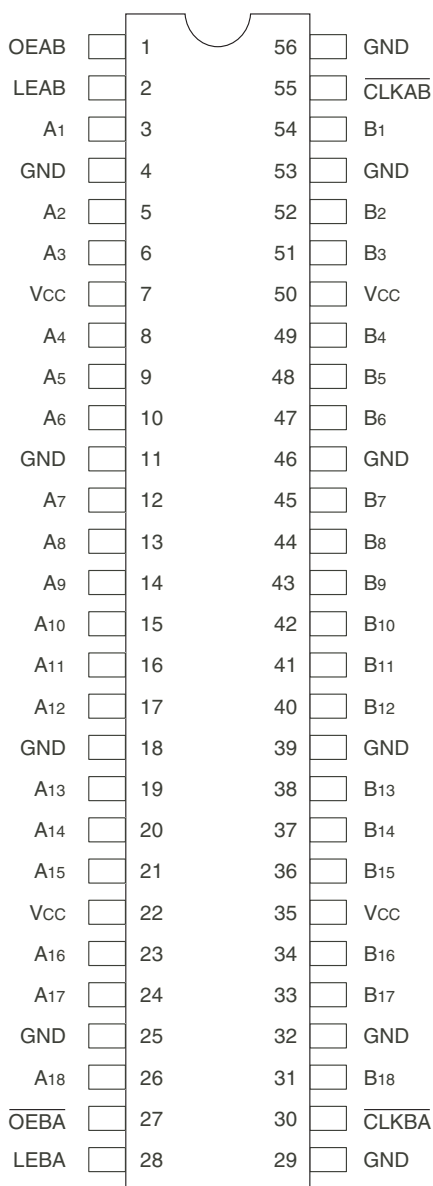 OEAB 1 56 GND
LEAB 2 55 C̅L̅K̅A̅B̅
A1 3 54 B1
GND 4 53 GND
A2 5 52 B2
A3 6 51 B3
VCC 7 50 VCC
A4 8 49 B4
A5 9 48 B5
A6 10 47 B6
GND 11 46 GND
A7 12 45 B7
A8 13 44 B8
A9 14 43 B9
A10 15 42 B10
A11 16 41 B11
A12 17 40 B12
GND 18 39 GND
A13 19 38 B13
A14 20 37 B14
A15 21 36 B15
VCC 22 35 VCC
A16 23 34 B16
A17 24 33 B17
GND 25 32 GND
A18 26 31 B18
O̅E̅B̅A̅ 27 30 C̅L̅K̅B̅A̅
LEBA 28 29 GND